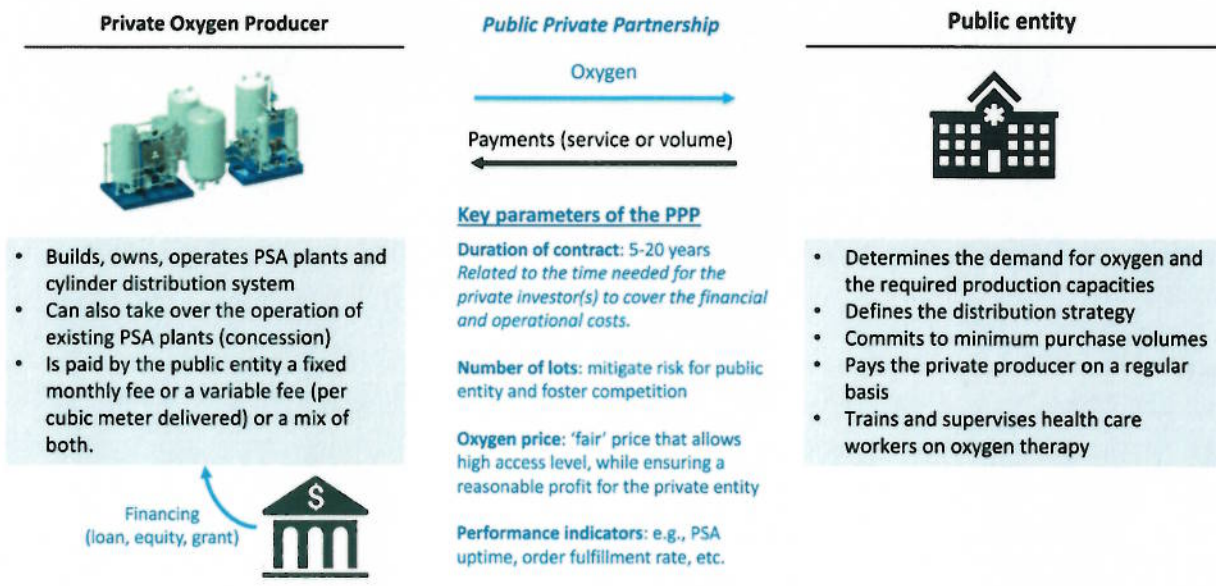 Private Oxygen Producer
• Builds, owns, operates PSA plants and
cylinder distribution system
• Can also take over the operation of
existing PSA plants (concession)
• Is paid by the public entity a fixed
monthly fee or a variable fee (per
cubic meter delivered) or a mix of
both.
Financing
(loan, equity, grant)
$
Public Private Partnership
Oxygen
Payments (service or volume)
Key parameters of the PPP
Duration of contract: 5-20 years
Related to the time needed for the
private investor(s) to cover the financial
and operational costs.
Number of lots: mitigate risk for public
entity and foster competition
Oxygen price: ‘fair’ price that allows
high access level, while ensuring a
reasonable profit for the private entity
Performance indicators: e.g., PSA
uptime, order fulfillment rate, etc.
Public entity
• Determines the demand for oxygen and
the required production capacities
• Defines the distribution strategy
• Commits to minimum purchase volumes
• Pays the private producer on a regular
basis
• Trains and supervises health care
workers on oxygen therapy